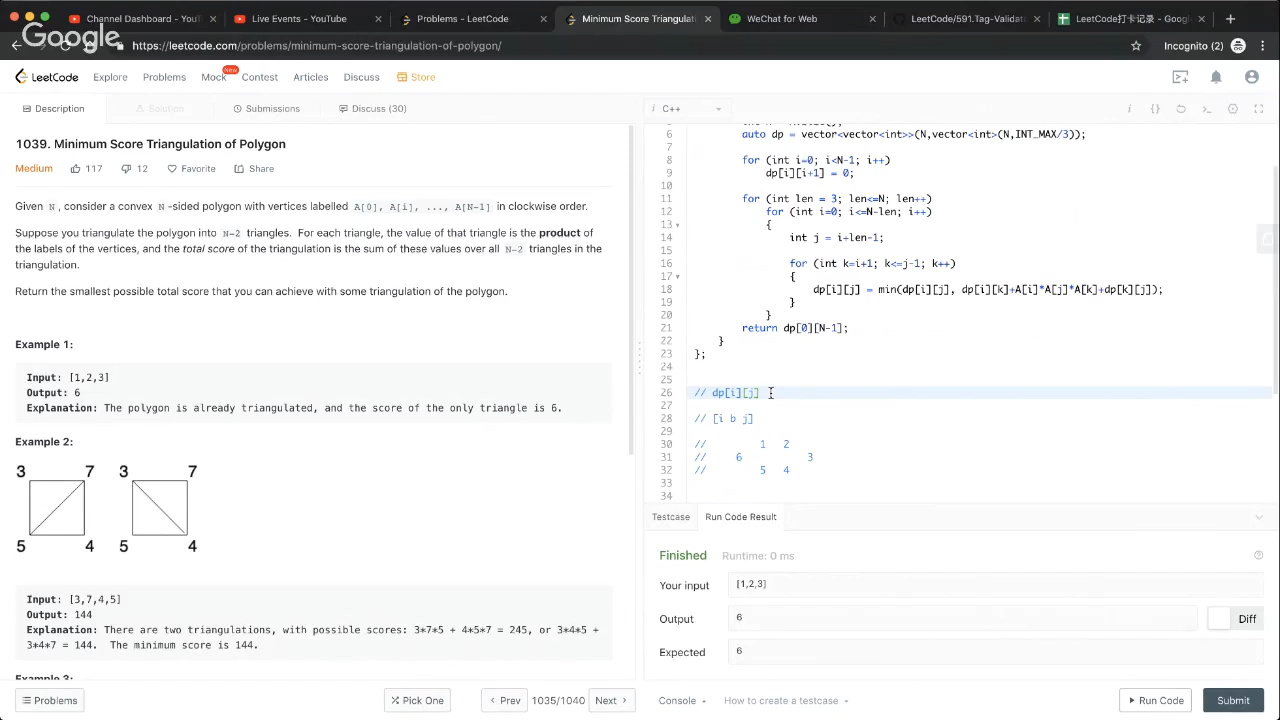 Channel Dashboard - YouTube
Live Events - YouTube
Problems - LeetCode
Minimum Score Triangulati
WeChat for Web
LeetCode/591.Tag-Validat
LeetCode打卡记录 - Google
Google
https://leetcode.com/problems/minimum-score-triangulation-of-polygon/
Incognito (2)
LeetCode
Explore
Problems
Mock
New
Contest
Articles
Discuss
Store
Description
Solution
Submissions
Discuss (30)
i C++
1039. Minimum Score Triangulation of Polygon
Medium
117
12
Favorite
Share
Given N, consider a convex N-sided polygon with vertices labelled A[0], A[i], ..., A[N-1] in clockwise order.
Suppose you triangulate the polygon into N-2 triangles. For each triangle, the value of that triangle is the product of
the labels of the vertices, and the total score of the triangulation is the sum of these values over all N-2 triangles in the
triangulation.
Return the smallest possible total score that you can achieve with some triangulation of the polygon.
Example 1:
Input: [1,2,3]
Output: 6
Explanation: The polygon is already triangulated, and the score of the only triangle is 6.
Example 2:
3 7 3 7
5 4 5 4
Input: [3,7,4,5]
Output: 144
Explanation: There are two triangulations, with possible scores: 3*7*5 + 4*5*7 = 245, or 3*4*5 +
3*4*7 = 144. The minimum score is 144.
Example 3:
6 auto dp = vector<vector<int>>(N,vector<int>(N,INT_MAX/3));
7
8 for (int i=0; i<N-1; i++)
9 dp[i][i+1] = 0;
10
11 for (int len = 3; len<=N; len++)
12 for (int i=0; i<=N-len; i++)
13 {
14 int j = i+len-1;
15
16 for (int k=i+1; k<=j-1; k++)
17 {
18 dp[i][j] = min(dp[i][j], dp[i][k]+A[i]*A[j]*A[k]+dp[k][j]);
19 }
20 }
21 return dp[0][N-1];
22 }
23 };
24
25
26 // dp[i][j]
27
28 // [i b j]
29
30 // 1 2
31 // 6 3
32 // 5 4
33
34
Testcase
Run Code Result
Finished
Runtime: 0 ms
Your input
[1,2,3]
Output
6
Diff
Expected
6
Problems
Pick One
Prev
1035/1040
Next
Console
How to create a testcase
Run Code
Submit